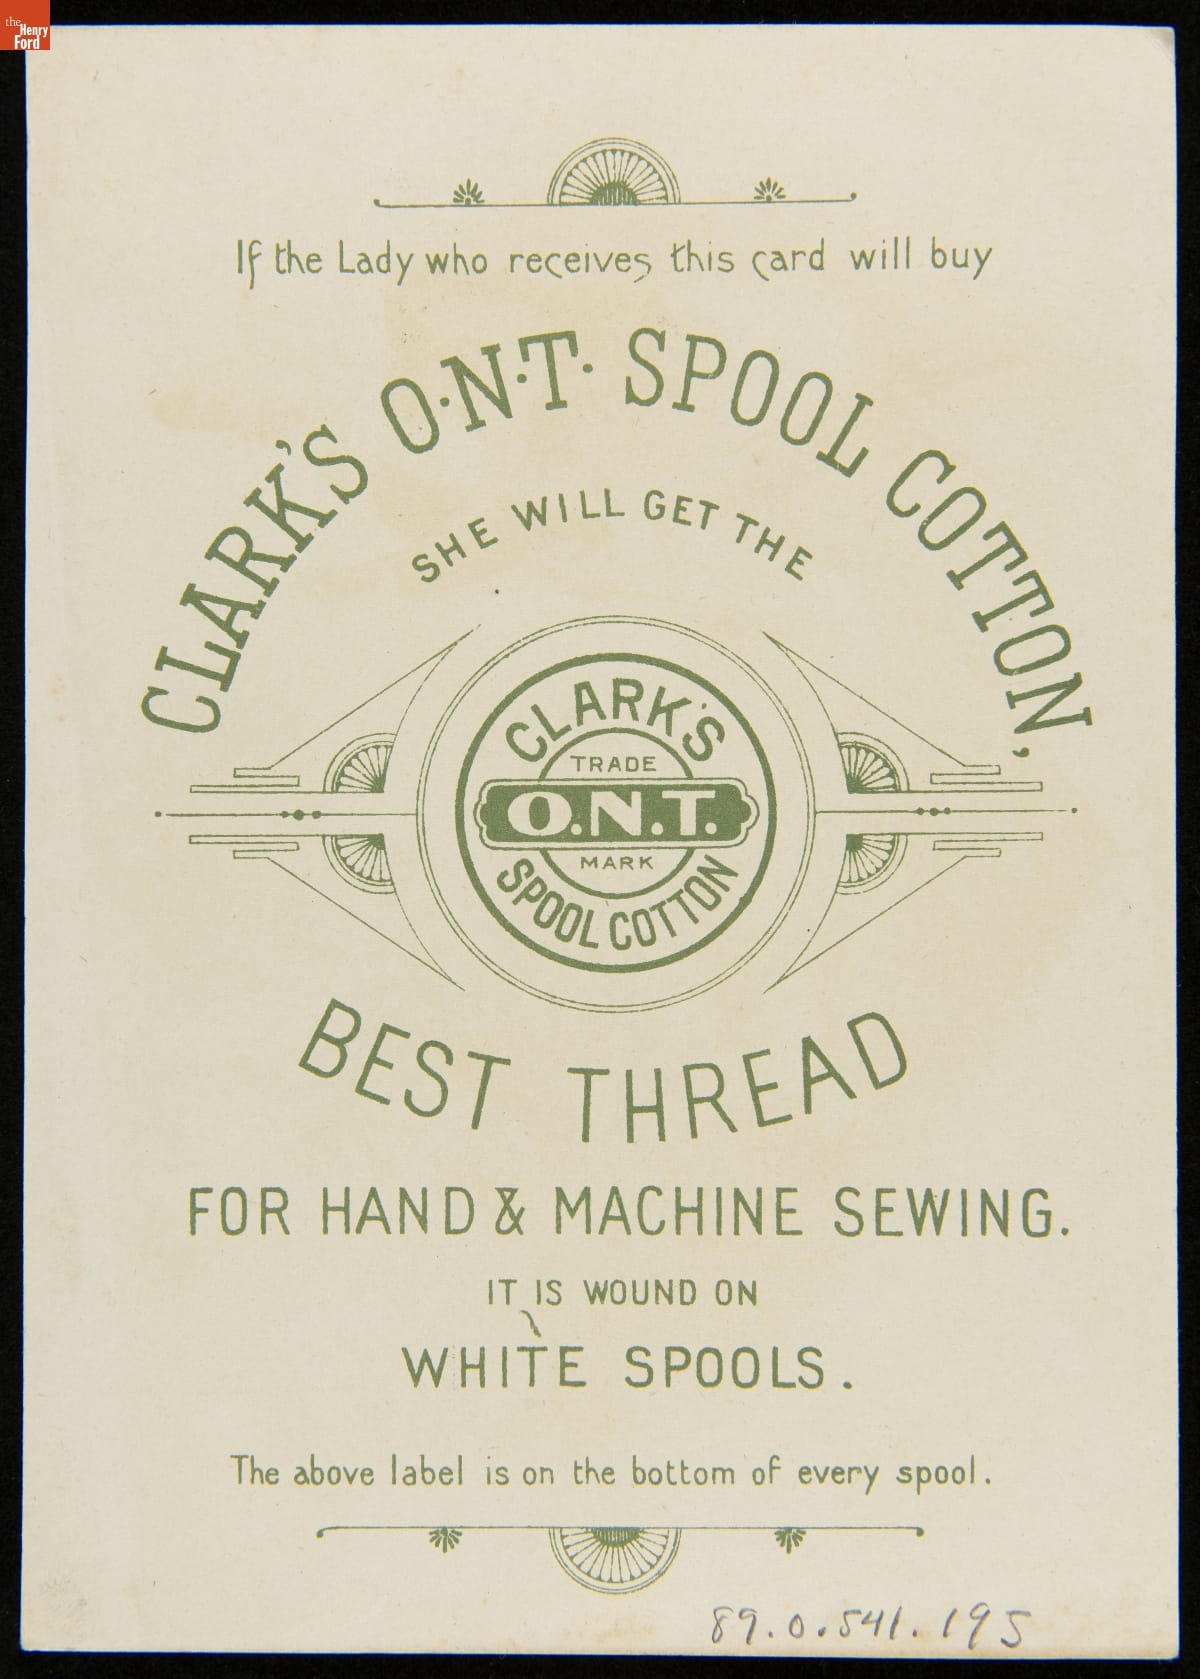 the
Henry
Ford
If the Lady who receives this card will buy
CLARK'S O·N·T· SPOOL COTTON,
SHE WILL GET THE
CLARK'S
TRADE
O.N.T.
MARK
SPOOL COTTON
BEST THREAD
FOR HAND & MACHINE SEWING.
IT IS WOUND ON
WHITE SPOOLS.
The above label is on the bottom of every spool.
89.0.541.195